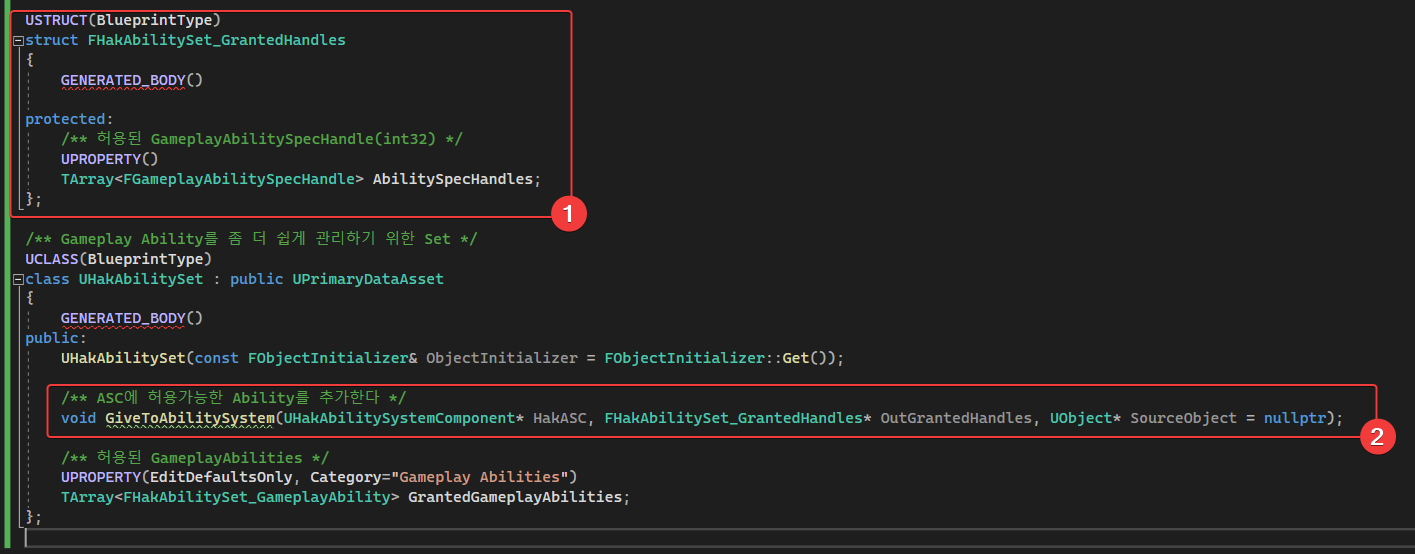 USTRUCT(BlueprintType)
struct FHakAbilitySet_GrantedHandles
{
    GENERATED_BODY()

protected:
    /** 허용된 GameplayAbilitySpecHandle(int32) */
    UPROPERTY()
    TArray<FGameplayAbilitySpecHandle> AbilitySpecHandles;
};
1

/** Gameplay Ability를 좀 더 쉽게 관리하기 위한 Set */
UCLASS(BlueprintType)
class UHakAbilitySet : public UPrimaryDataAsset
{
    GENERATED_BODY()
public:
    UHakAbilitySet(const FObjectInitializer& ObjectInitializer = FObjectInitializer::Get());

    /** ASC에 허용가능한 Ability를 추가한다 */
    void GiveToAbilitySystem(UHakAbilitySystemComponent* HakASC, FHakAbilitySet_GrantedHandles* OutGrantedHandles, UObject* SourceObject = nullptr);
2

    /** 허용된 GameplayAbilities */
    UPROPERTY(EditDefaultsOnly, Category="Gameplay Abilities")
    TArray<FHakAbilitySet_GameplayAbility> GrantedGameplayAbilities;
};